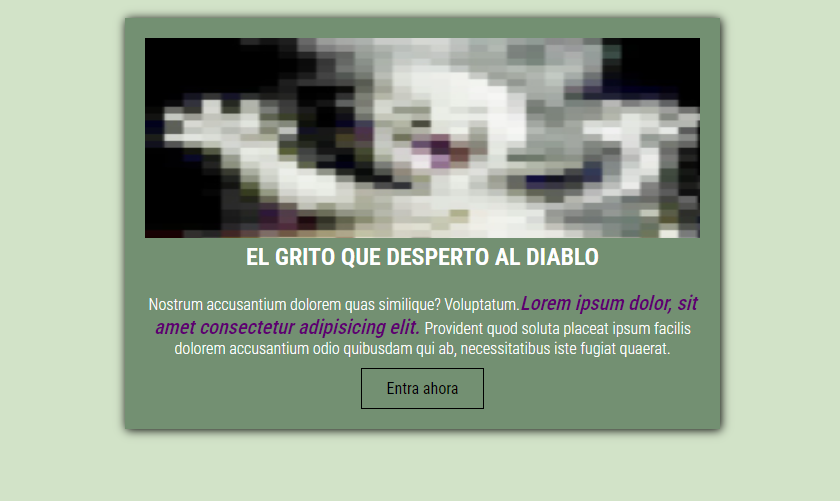 EL GRITO QUE DESPERTO AL DIABLO
Nostrum accusantium dolorem quas similique? Voluptatum. Lorem ipsum dolor, sit
amet consectetur adipisicing elit. Provident quod soluta placeat ipsum facilis
dolorem accusantium odio quibusdam qui ab, necessitatibus iste fugiat quaerat.
Entra ahora